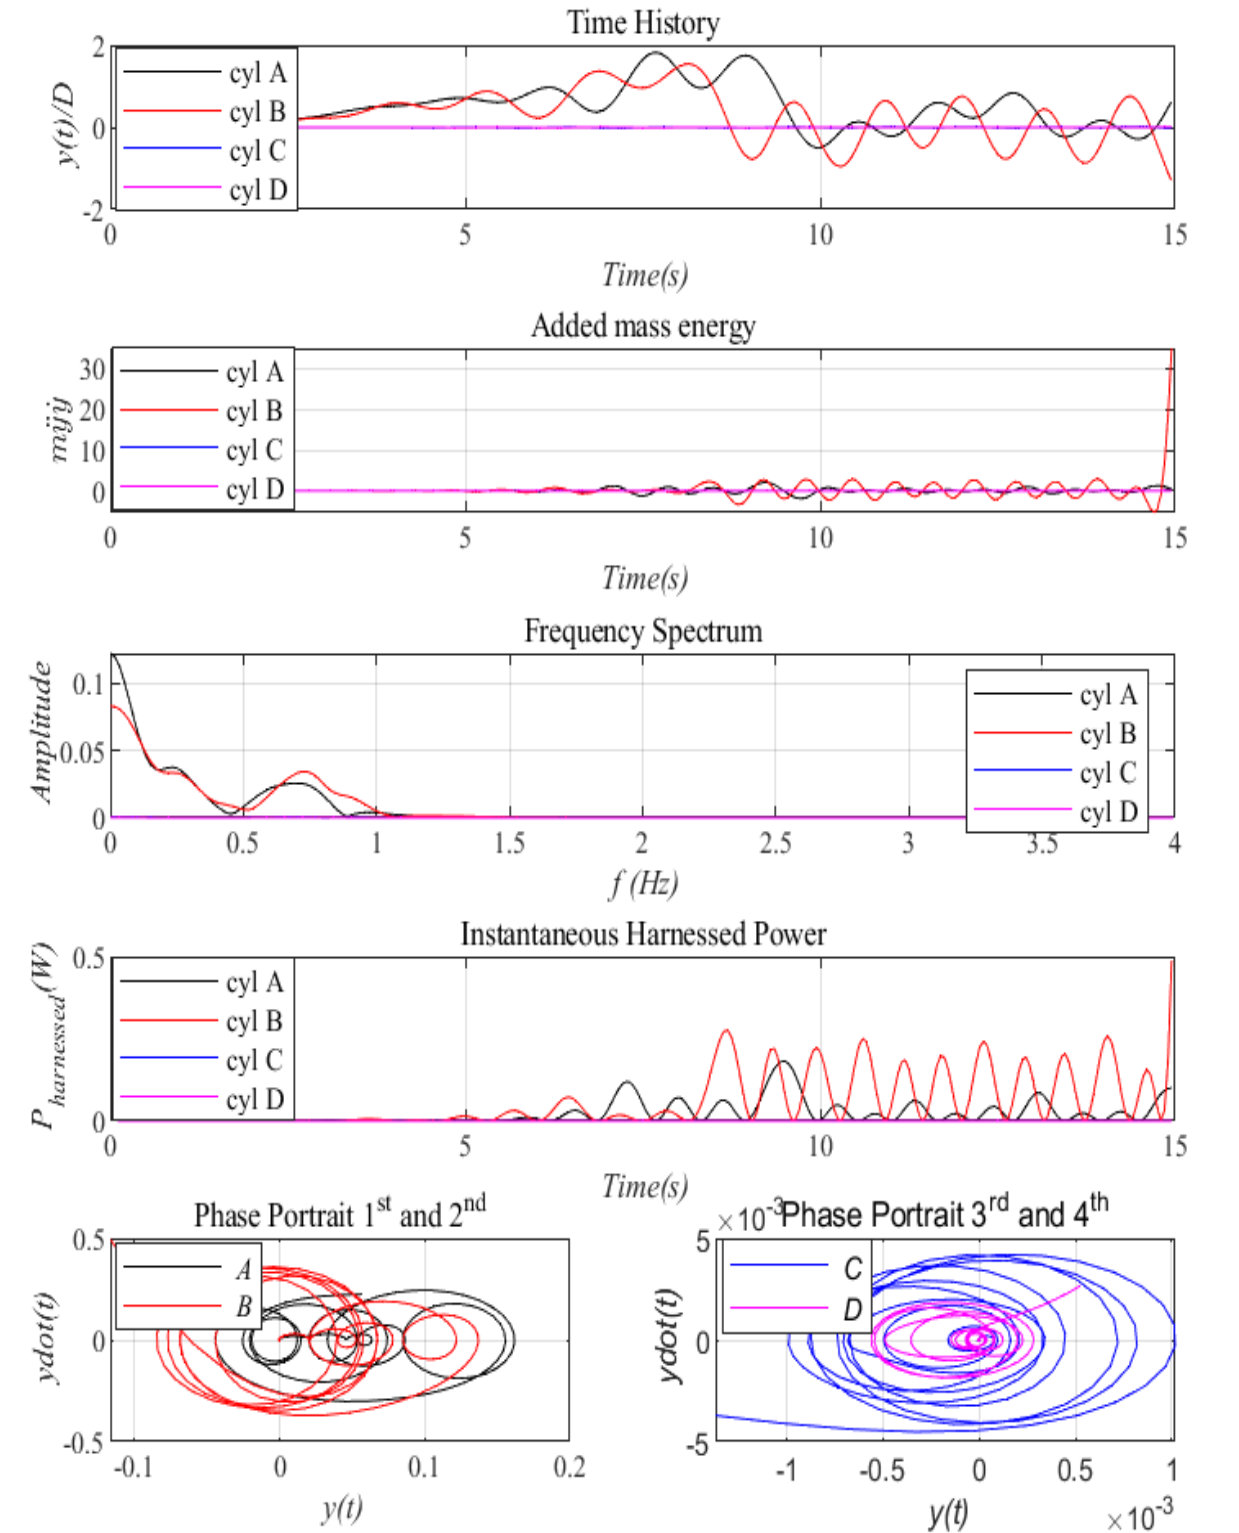 Time History
y(t)/D
2
0
-2
cyl A
cyl B
cyl C
cyl D
0 5 10 15
Time(s)
Added mass energy
mÿẏ
30
20
10
0
cyl A
cyl B
cyl C
cyl D
0 5 10 15
Time(s)
Frequency Spectrum
Amplitude
0.1
0.05
0
cyl A
cyl B
cyl C
cyl D
0 0.5 1 1.5 2 2.5 3 3.5 4
f (Hz)
Instantaneous Harnessed Power
P harnessed (W)
0.5
0
cyl A
cyl B
cyl C
cyl D
0 5 10 15
Time(s)
Phase Portrait 1st and 2nd
ydot(t)
0.5
0
-0.5
A
B
-0.1 0 0.1 0.2
y(t)
×10-3
Phase Portrait 3rd and 4th
ydot(t)
5
0
-5
C
D
-1 -0.5 0 0.5 1
y(t)
×10-3